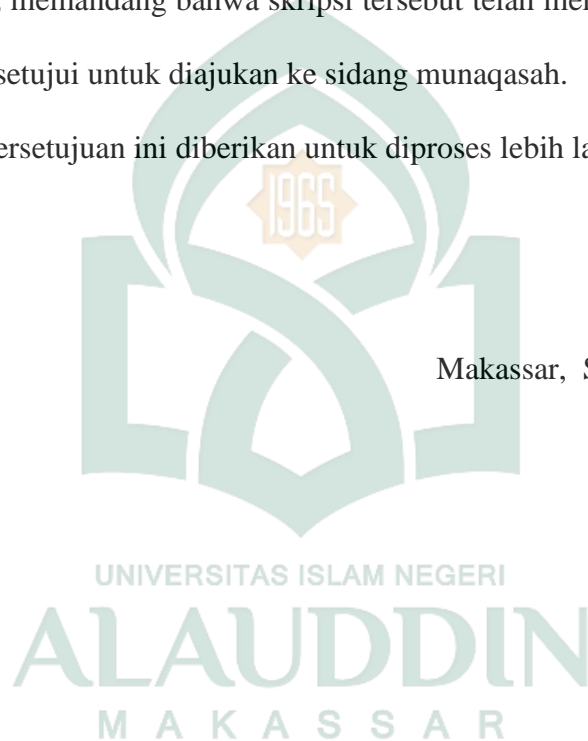 memandang bahwa skripsi tersebut telah
setujui untuk diajukan ke sidang munaqasah.
ersetujuan ini diberikan untuk diproses lebih la
1965
Makassar, S
UNIVERSITAS ISLAM NEGERI
ALAUDDIN
MAKASSAR